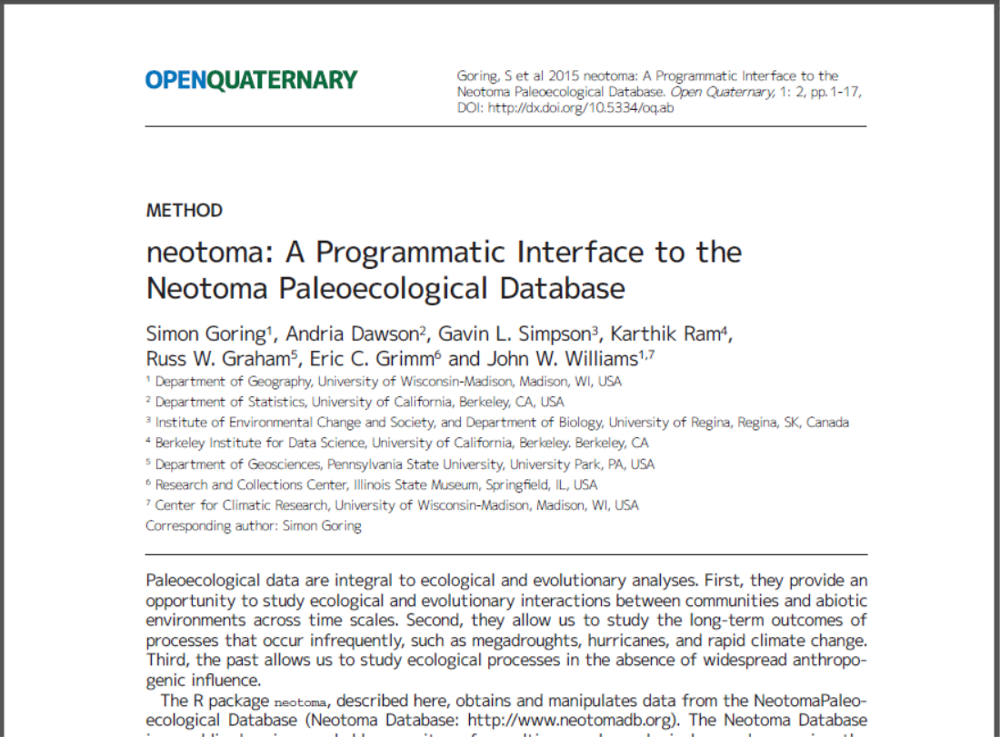 OPENQUATERNARY
Goring, S et al 2015 neotoma: A Programmatic Interface to the
Neotoma Paleoecological Database. Open Quaternary, 1: 2, pp. 1-17,
DOI: http://dx.doi.org/10.5334/oq.ab
METHOD
neotoma: A Programmatic Interface to the
Neotoma Paleoecological Database
Simon Goring¹, Andria Dawson², Gavin L. Simpson³, Karthik Ram⁴,
Russ W. Graham⁵, Eric C. Grimm⁶ and John W. Williams¹,⁷
¹ Department of Geography, University of Wisconsin-Madison, Madison, WI, USA
² Department of Statistics, University of California, Berkeley, CA, USA
³ Institute of Environmental Change and Society, and Department of Biology, University of Regina, Regina, SK, Canada
⁴ Berkeley Institute for Data Science, University of California, Berkeley. Berkeley, CA
⁵ Department of Geosciences, Pennsylvania State University, University Park, PA, USA
⁶ Research and Collections Center, Illinois State Museum, Springfield, IL, USA
⁷ Center for Climatic Research, University of Wisconsin-Madison, Madison, WI, USA
Corresponding author: Simon Goring
Paleoecological data are integral to ecological and evolutionary analyses. First, they provide an
opportunity to study ecological and evolutionary interactions between communities and abiotic
environments across time scales. Second, they allow us to study the long-term outcomes of
processes that occur infrequently, such as megadroughts, hurricanes, and rapid climate change.
Third, the past allows us to study ecological processes in the absence of widespread anthropo-
genic influence.
The R package neotoma, described here, obtains and manipulates data from the NeotomaPaleo-
ecological Database (Neotoma Database: http://www.neotomadb.org). The Neotoma Database